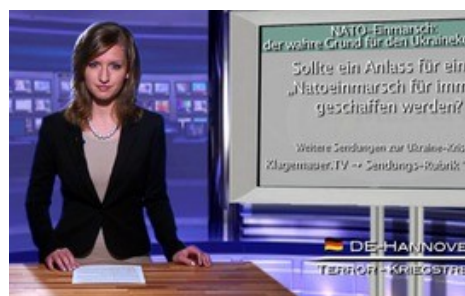 NATO-Einmarsch:
der wahre Grund für den Ukrainek
Sollte ein Anlass für ein
„Natoeinmarsch für imm
geschaffen werden?
Weitere Sendungen zur Ukraine-Kris
Klagemauer.TV → Sendungs-Rubrik
DE-HANNOVE
TERROR - KRIEGSTRE